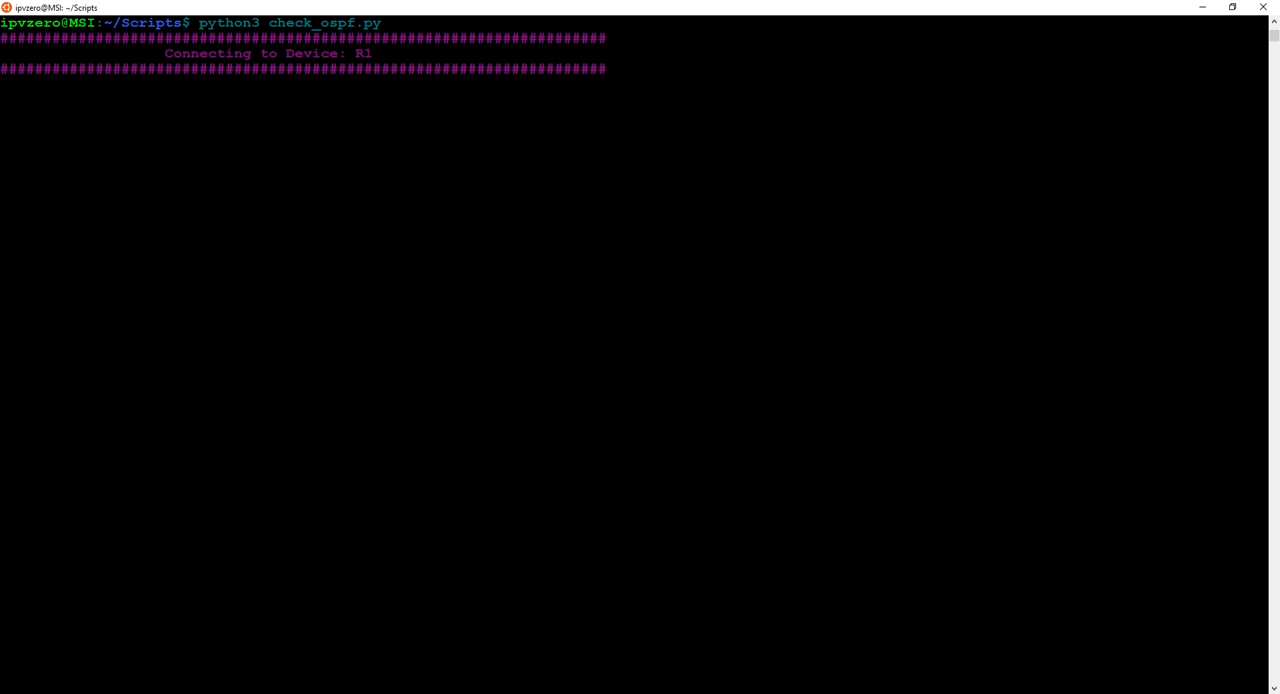 ipvzero@MSI: ~/Scripts
ipvzero@MSI:~/Scripts$ python3 check_ospf.py
######################################################################
Connecting to Device: R1
######################################################################